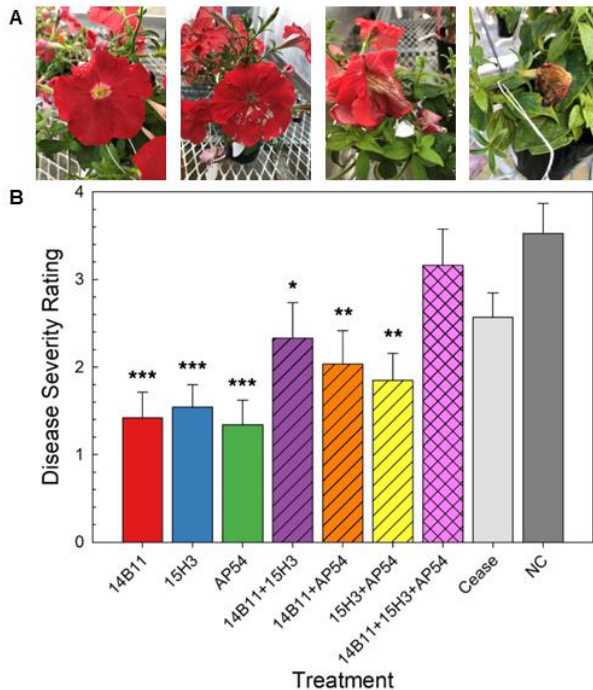 A
B
Disease Severity Rating
4
3
2
1
0
***
***
***
*
**
**
14B11
15H3
AP54
14B11+15H3
14B11+AP54
15H3+AP54
14B11+15H3+AP54
Cease
NC
Treatment